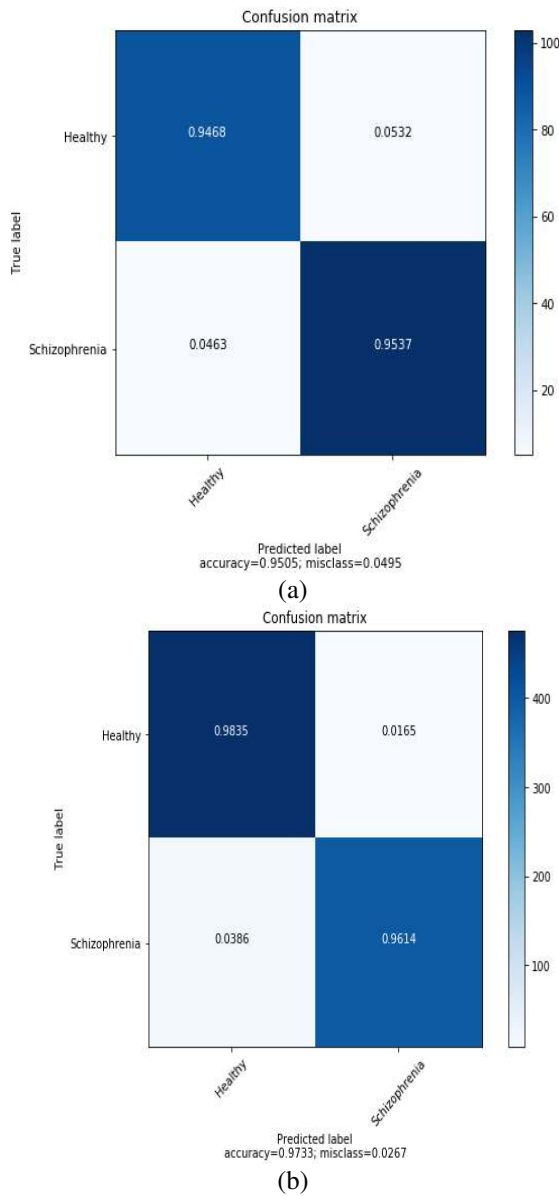 Confusion matrix
100
Healthy
0.9468
0.0532
80
60
True label
40
Schizophrenia
0.0463
0.9537
20
Healthy
Schizophrenia
Predicted label
accuracy=0.9505; misclass=0.0495
(a)
Confusion matrix
400
Healthy
0.9835
0.0165
300
True label
200
Schizophrenia
0.0386
0.9614
100
Healthy
Schizophrenia
Predicted label
accuracy=0.9733; misclass=0.0267
(b)